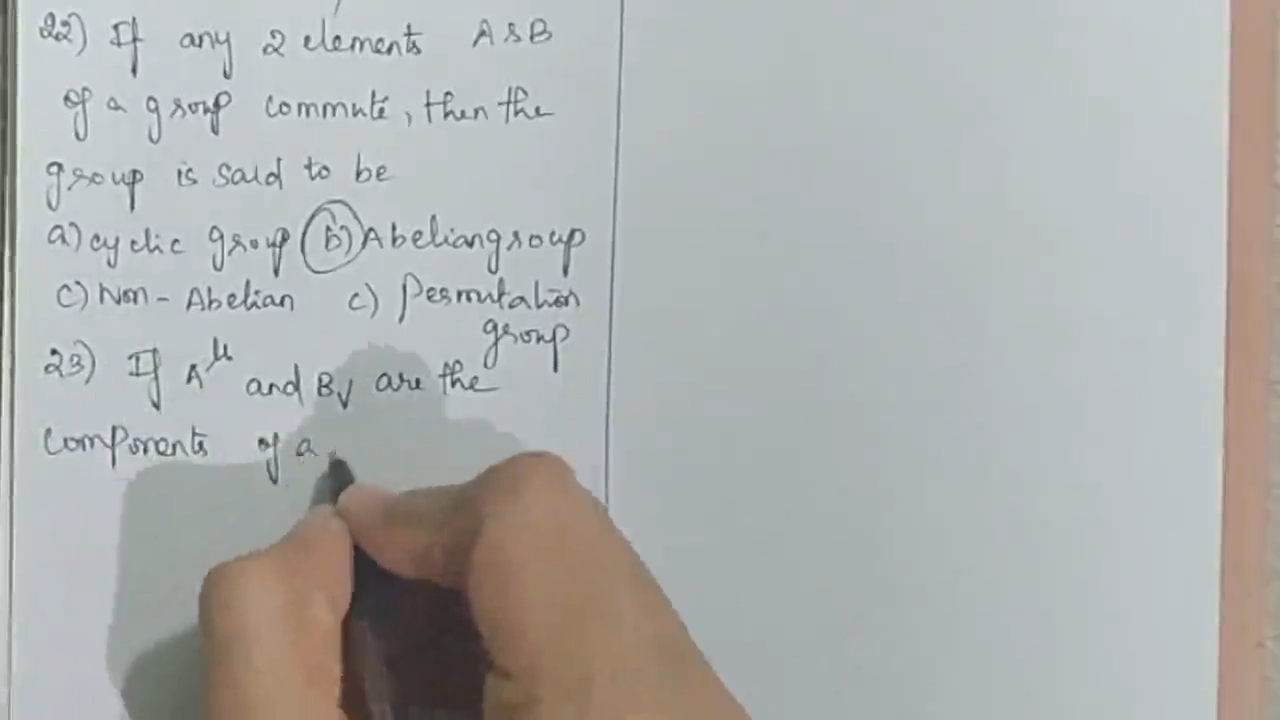 22) If any 2 elements A & B
of a group commute, then the
group is said to be
a) cyclic group b) Abelian group
c) Non-Abelian c) Permutation
group
23) If A^μ and B_ν are the
components of a